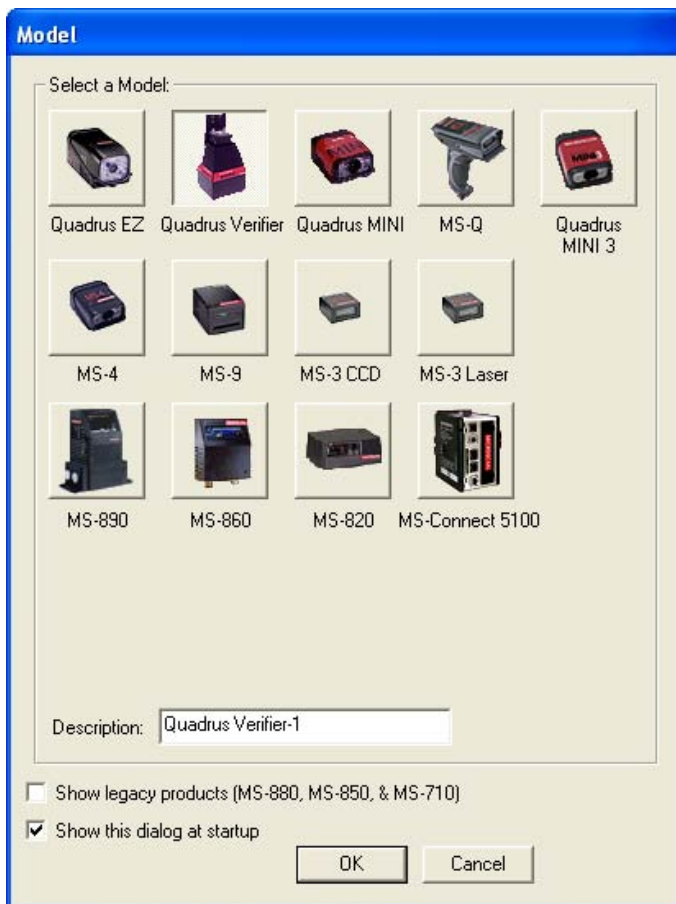 Model
Select a Model:
Quadrus EZ
Quadrus Verifier
Quadrus MINI
MS-Q
Quadrus
MINI 3
MS-4
MS-9
MS-3 CCD
MS-3 Laser
MS-890
MS-860
MS-820
MS-Connect 5100
Description: Quadrus Verifier-1
Show legacy products (MS-880, MS-850, & MS-710)
Show this dialog at startup
OK Cancel